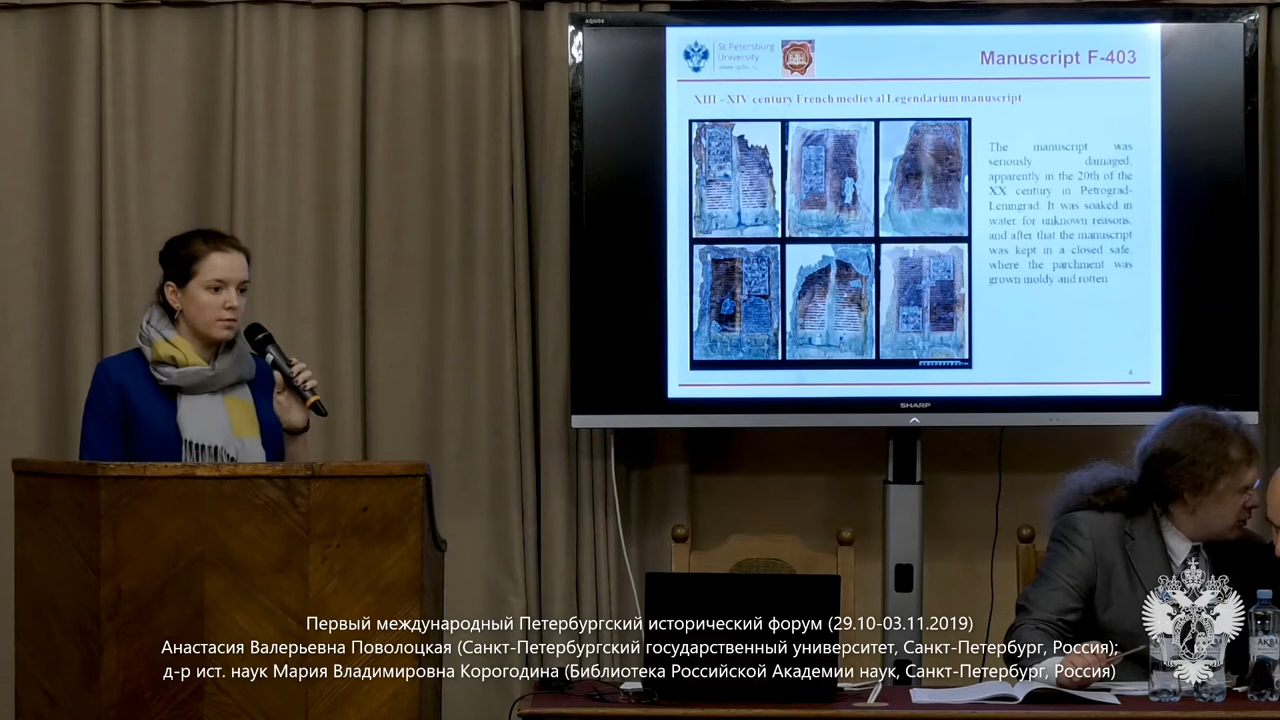 AQUOS
St Petersburg
University
Manuscript F-403
XIII - XIV century French medieval Legendarium manuscript
The manuscript was
seriously damaged,
apparently in the 20th of the
XX century in Petrograd-
Leningrad. It was soaked in
water for unknown reasons,
and after that the manuscript
was kept in a closed safe,
where the parchment was
grown moldy and rotten
4
SHARP
Первый международный Петербургский исторический форум (29.10-03.11.2019)
Анастасия Валерьевна Поволоцкая (Санкт-Петербургский государственный университет, Санкт-Петербург, Россия);
д-р ист. наук Мария Владимировна Корогодина (Библиотека Российской Академии наук, Санкт-Петербург, Россия)